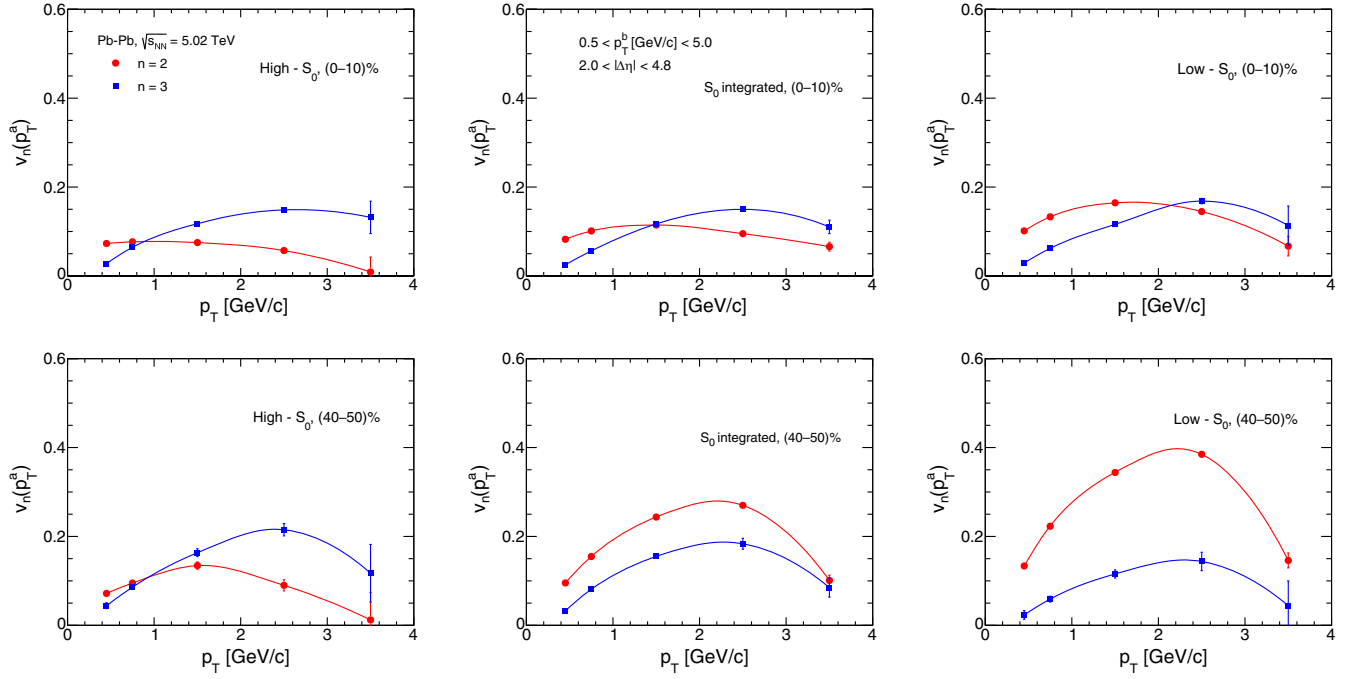 0.6
0.4
0.2
0
v_n(p_T^a)
Pb-Pb, √s_NN = 5.02 TeV
n = 2
n = 3
High - S_0, (0–10)%
0 1 2 3 4
p_T [GeV/c]
0.6
0.4
0.2
0
v_n(p_T^a)
0.5 < p_T^b [GeV/c] < 5.0
2.0 < |Δη| < 4.8
S_0 integrated, (0–10)%
0 1 2 3 4
p_T [GeV/c]
0.6
0.4
0.2
0
v_n(p_T^a)
Low - S_0, (0–10)%
0 1 2 3 4
p_T [GeV/c]
0.6
0.4
0.2
0
v_n(p_T^a)
High - S_0, (40–50)%
0 1 2 3 4
p_T [GeV/c]
0.6
0.4
0.2
0
v_n(p_T^a)
S_0 integrated, (40–50)%
0 1 2 3 4
p_T [GeV/c]
0.6
0.4
0.2
0
v_n(p_T^a)
Low - S_0, (40–50)%
0 1 2 3 4
p_T [GeV/c]